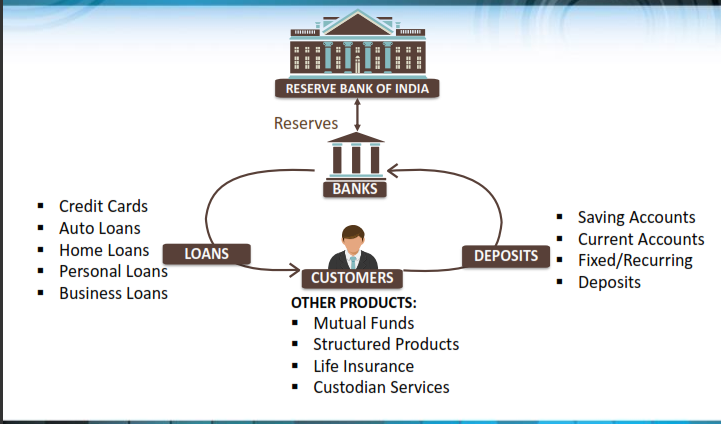 RESERVE BANK OF INDIA
Reserves
BANKS
▪ Credit Cards
▪ Auto Loans
▪ Home Loans
▪ Personal Loans
▪ Business Loans
LOANS
CUSTOMERS
DEPOSITS
▪ Saving Accounts
▪ Current Accounts
▪ Fixed/Recurring
▪ Deposits
OTHER PRODUCTS:
▪ Mutual Funds
▪ Structured Products
▪ Life Insurance
▪ Custodian Services